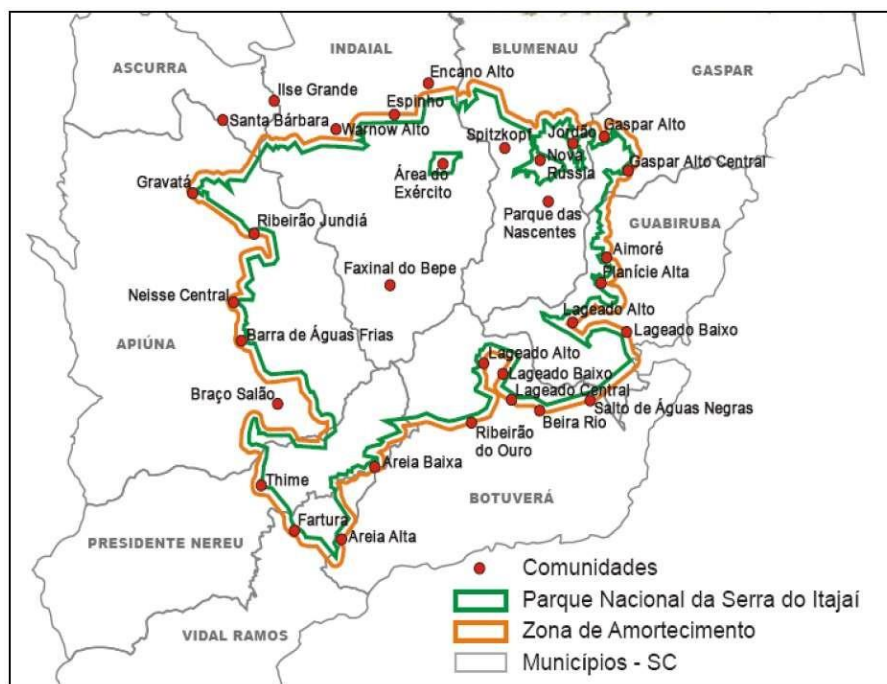 INDAIAL
BLUMENAU
ASCURRA
GASPAR
Encano Alto
Ilse Grande
Espinho
Santa Bárbara
Warnow Alto
Spitzkopf
Jordão
Gaspar Alto
Nova
Rússia
Gaspar Alto Central
Área do
Exército
Gravatá
Parque das
Nascentes
GUABIRUBA
Ribeirão Jundiá
Aimoré
Planície Alta
Faxinal do Bepe
Neisse Central
Lageado Alto
Lageado Baixo
APIÚNA
Barra de Águas Frias
Lageado Alto
Lageado Baixo
Lageado Central
Braço Salão
Salto de Águas Negras
Beira Rio
Ribeirão
do Ouro
Areia Baixa
Thime
BOTUVERÁ
Fartura
Areia Alta
PRESIDENTE NEREU
VIDAL RAMOS
Comunidades
Parque Nacional da Serra do Itajaí
Zona de Amortecimento
Municípios - SC